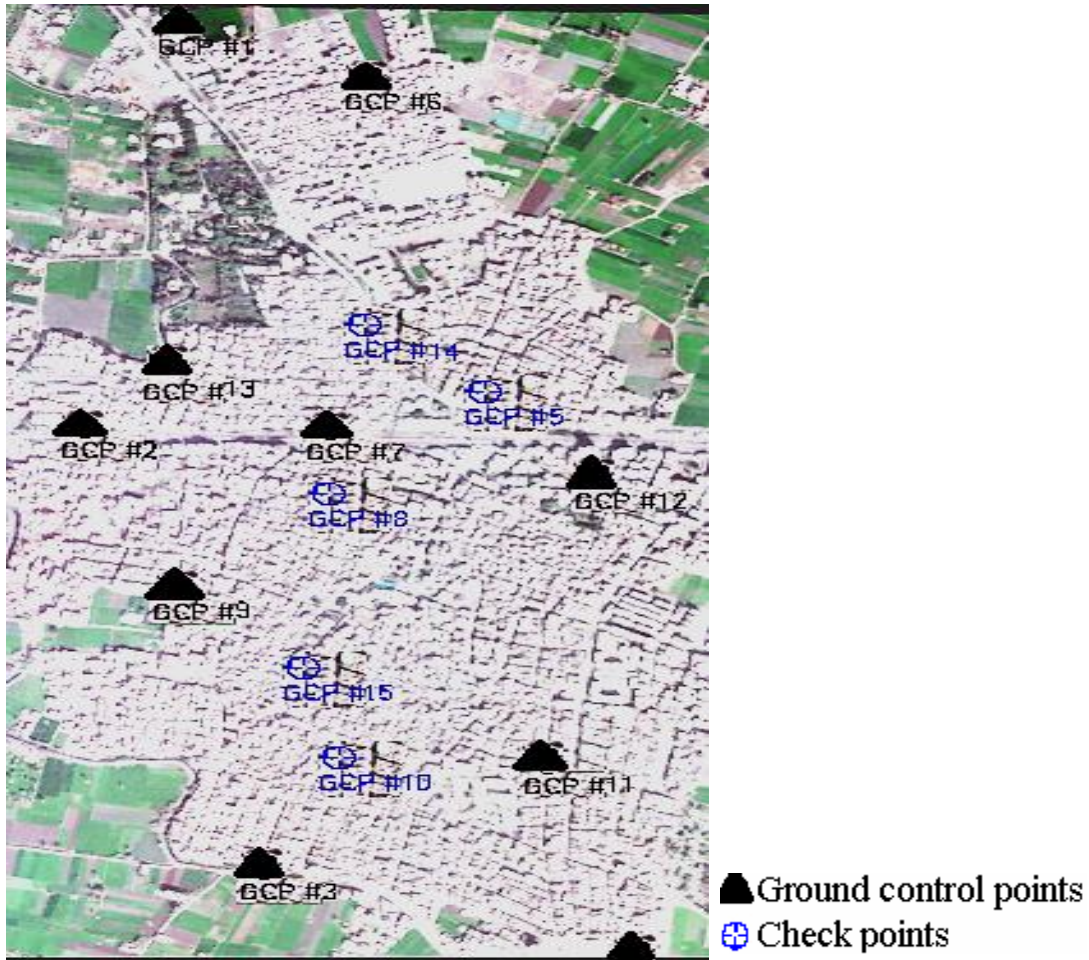 GCP #1
GCP #6
GCP #14
GCP #13
GCP #5
GCP #2
GCP #7
GCP #12
GCP #8
GCP #9
GCP #15
GCP #10
GCP #11
GCP #3
Ground control points
Check points